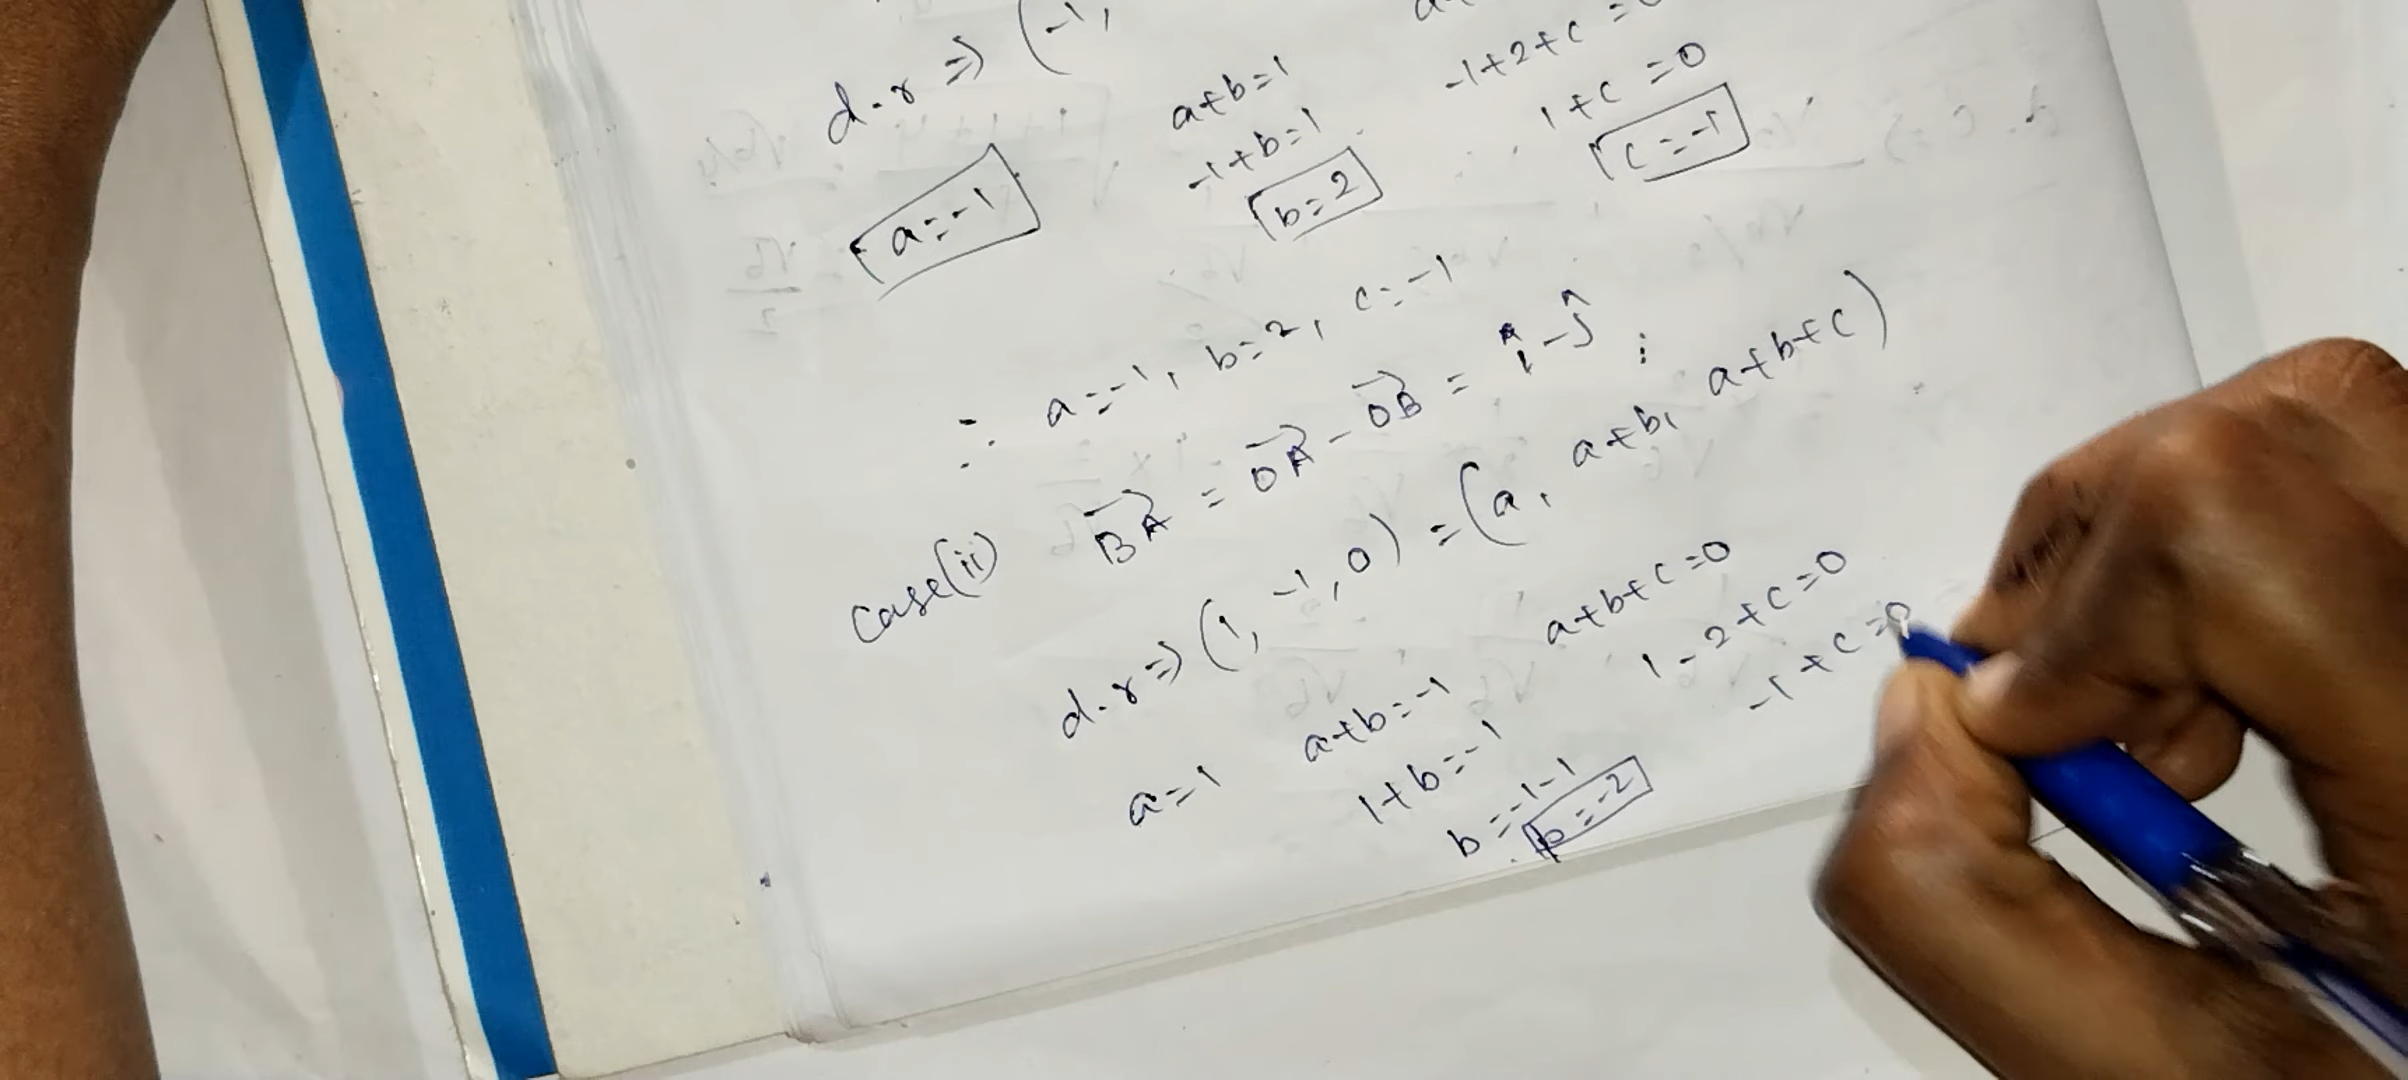 d.r ⇒ (-1,
a+b=1
-1+2+c =
-1+b=1
1+c =0
a=-1
b=2
c=-1
∴ a=-1, b=2, c=-1
Case(ii) BA = OA - OB = i - j ;
d.r ⇒ (1, -1, 0) = (a, a+b, a+b+c)
a=1 a+b=-1 a+b+c=0
1+b=-1 1-2+c=0
b=-1-1 -1+c=0
b=-2